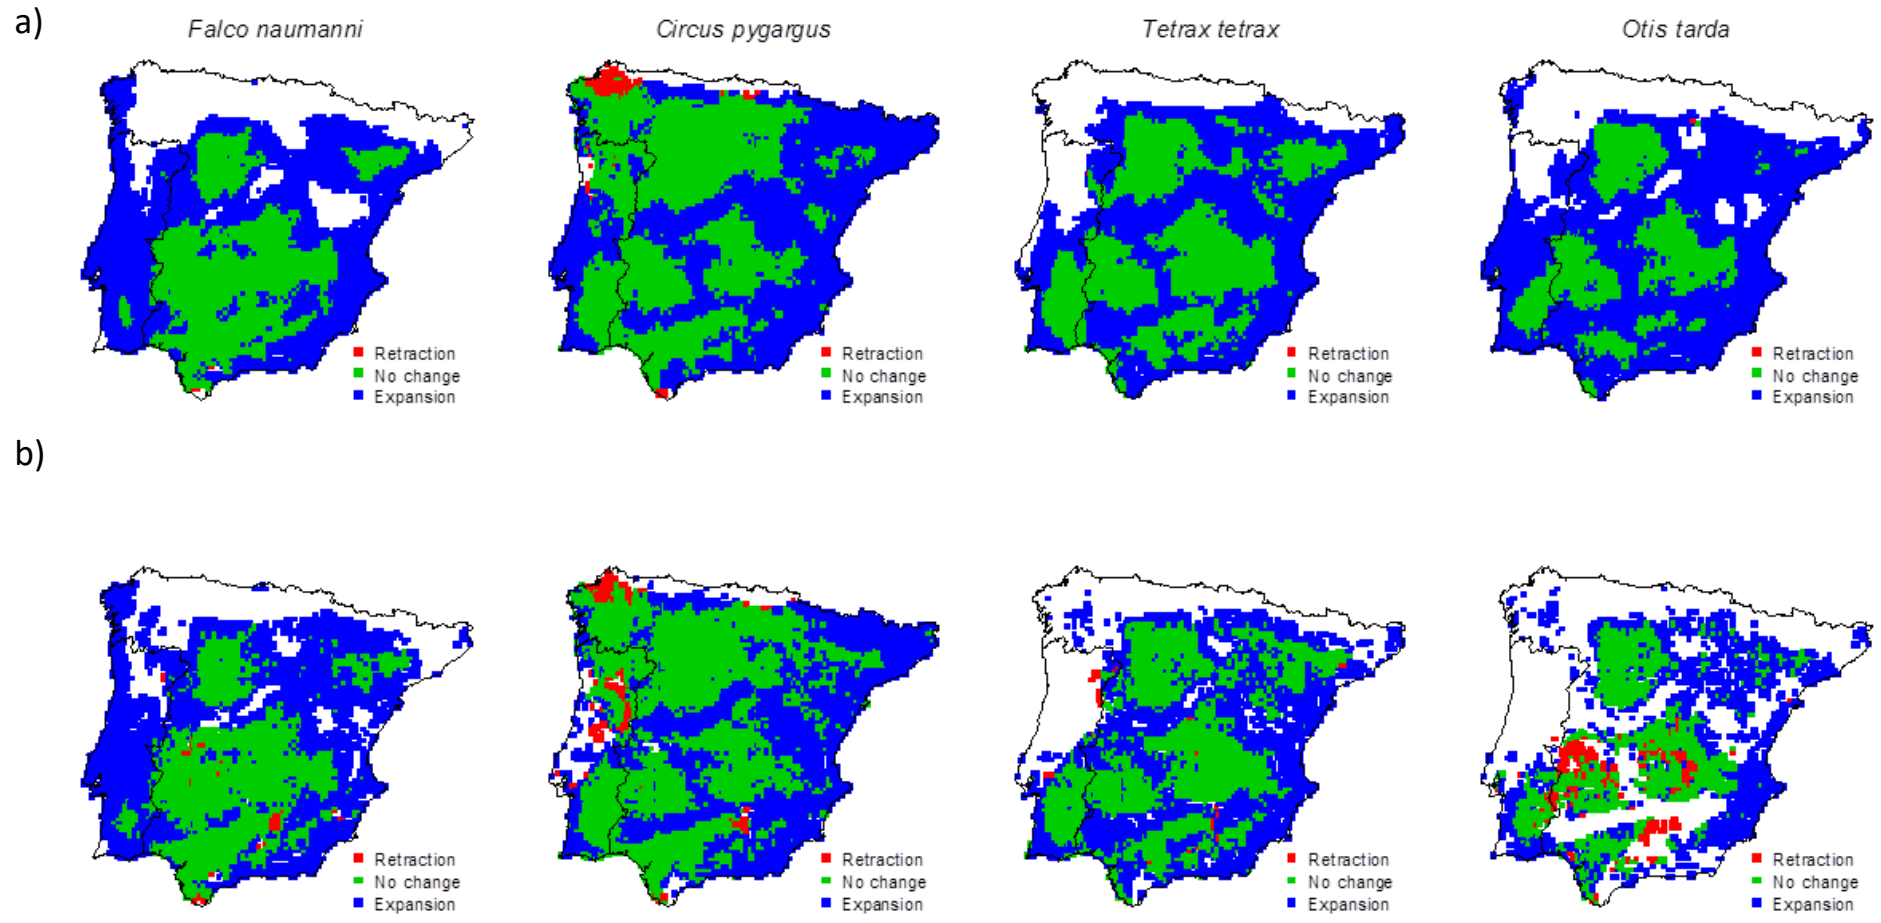 a)
Falco naumanni
Circus pygargus
Tetrax tetrax
Otis tarda
Retraction
No change
Expansion
Retraction
No change
Expansion
Retraction
No change
Expansion
Retraction
No change
Expansion
b)
Retraction
No change
Expansion
Retraction
No change
Expansion
Retraction
No change
Expansion
Retraction
No change
Expansion